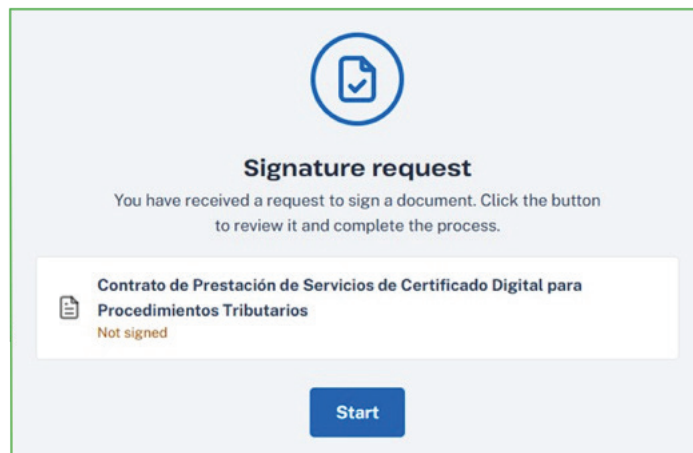 Signature request
You have received a request to sign a document. Click the button
to review it and complete the process.
Contrato de Prestación de Servicios de Certificado Digital para
Procedimientos Tributarios
Not signed
Start